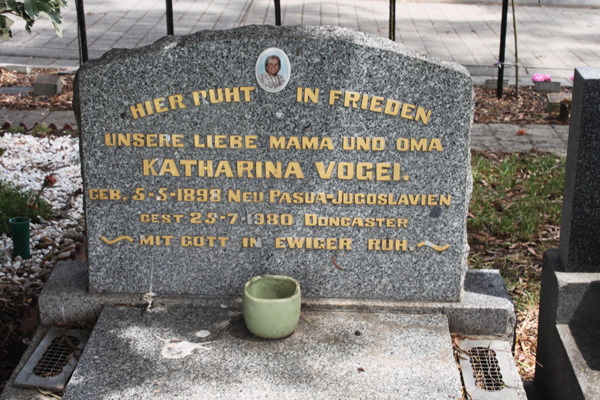 HIER RUHT IN FRIEDEN
UNSERE LIEBE MAMA UND OMA
KATHARINA VOGEL.
GEB. 5-5-1898 NEU PASUA-JUGOSLAVIEN
GEST 25-7-1980 DONCASTER
MIT GOTT IN EWIGER RUH.